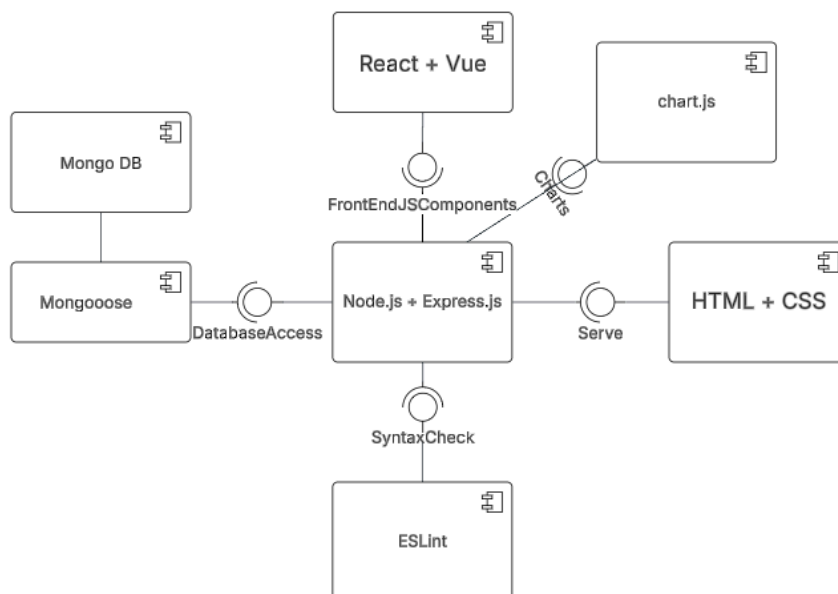 React + Vue
chart.js
Mongo DB
FrontEndJSComponents
Charts
Mongooose
Node.js + Express.js
HTML + CSS
DatabaseAccess
Serve
SyntaxCheck
ESLint